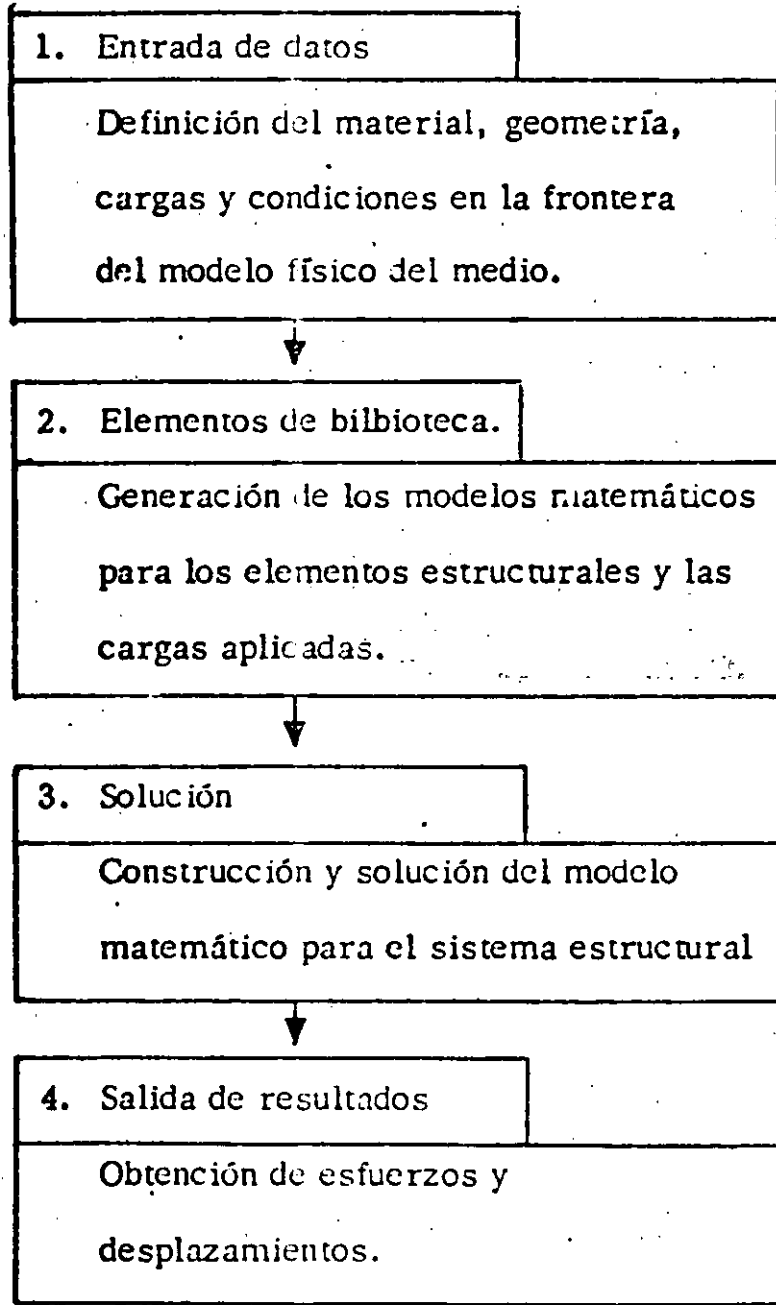 1. Entrada de datos
Definición del material, geometría,
cargas y condiciones en la frontera
del modelo físico del medio.
2. Elementos de bilbioteca.
Generación de los modelos matemáticos
para los elementos estructurales y las
cargas aplicadas.
3. Solución
Construcción y solución del modelo
matemático para el sistema estructural
4. Salida de resultados
Obtención de esfuerzos y
desplazamientos.